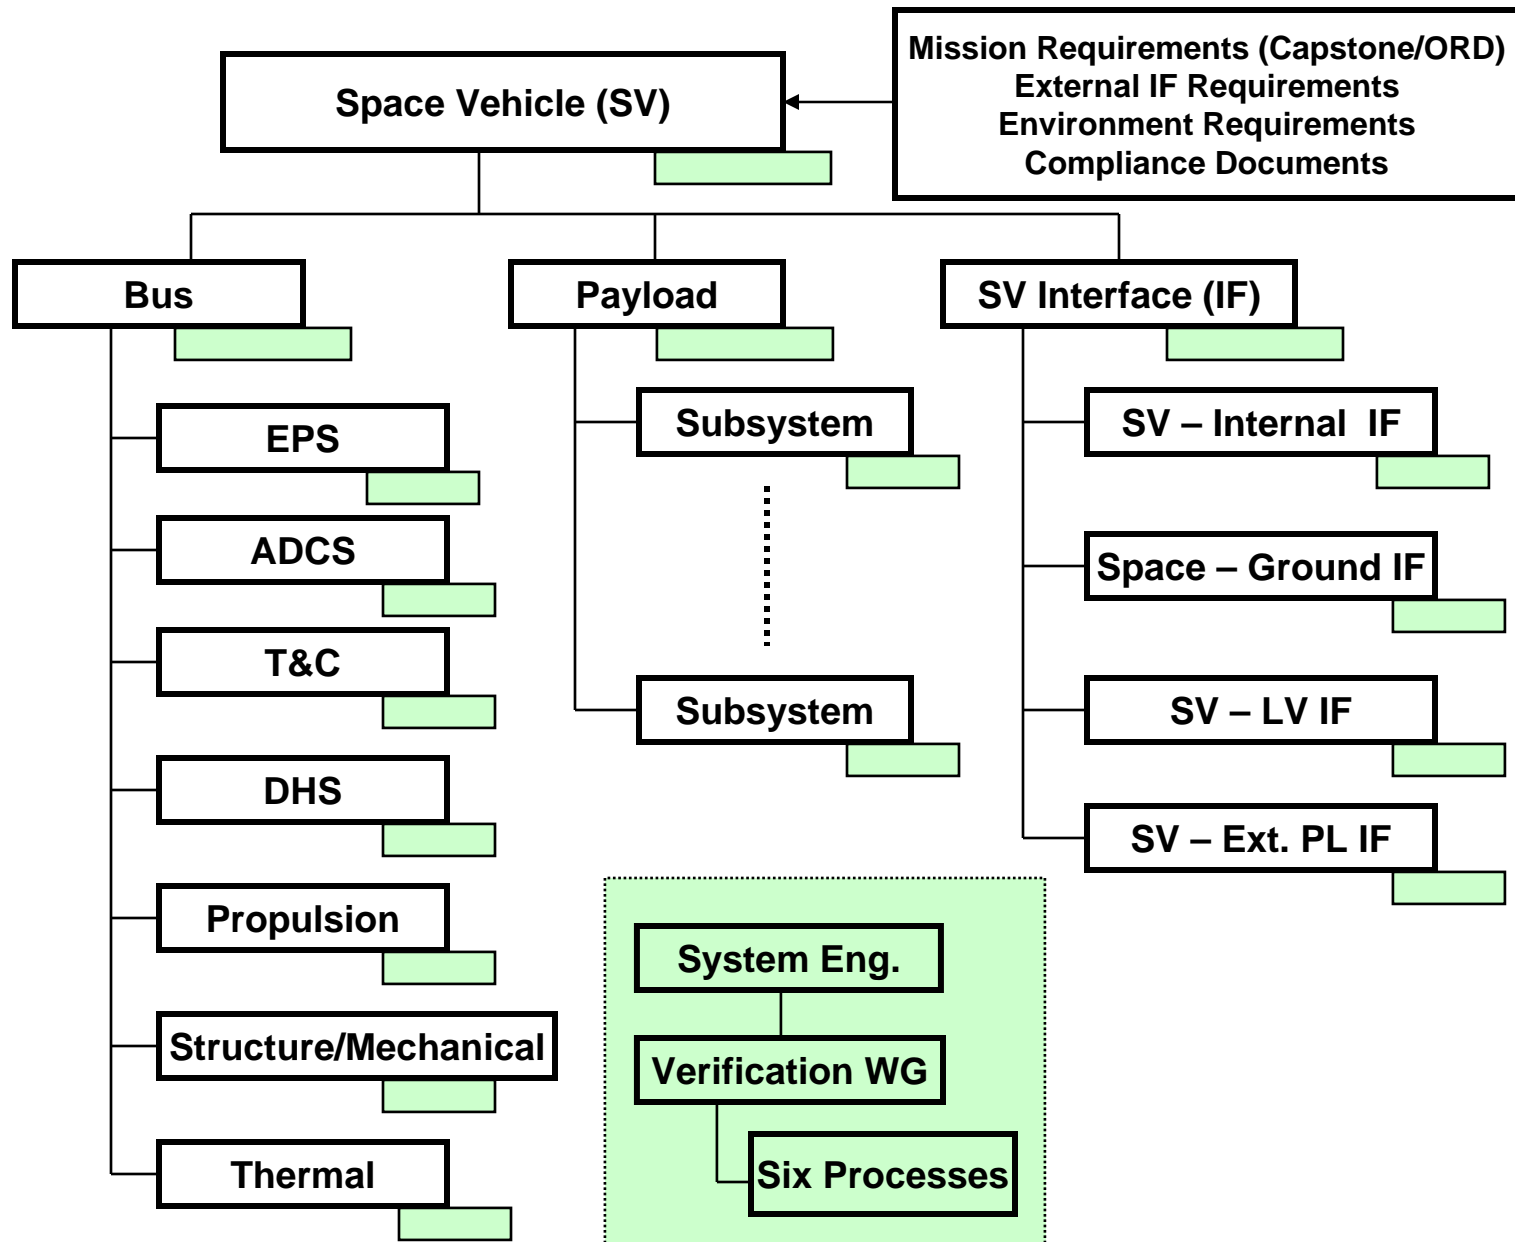 Mission Requirements (Capstone/ORD)
External IF Requirements
Environment Requirements
Compliance Documents
Space Vehicle (SV)
Bus
Payload
SV Interface (IF)
EPS
ADCS
T&C
DHS
Propulsion
Structure/Mechanical
Thermal
Subsystem
Subsystem
SV – Internal  IF
Space – Ground IF
SV – LV IF
SV – Ext. PL IF
System Eng.
Verification WG
Six Processes